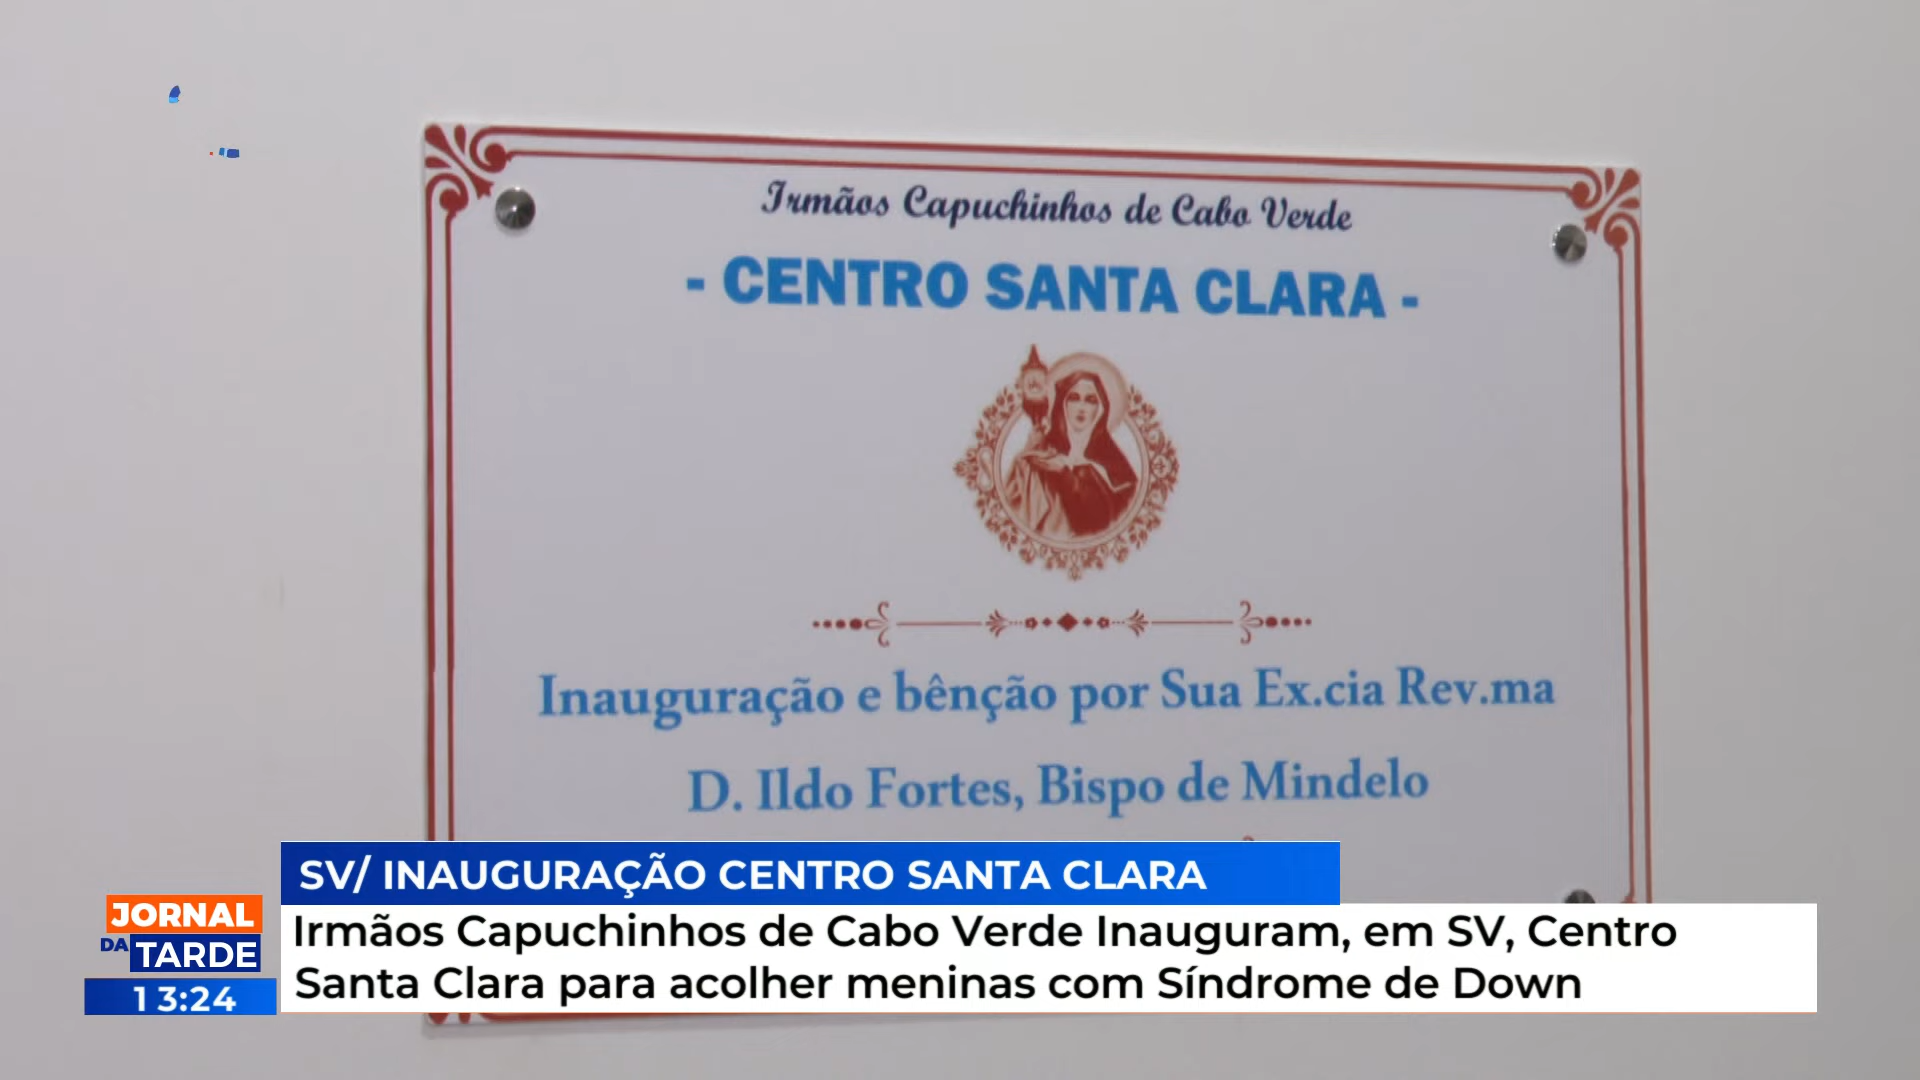 Irmãos Capuchinhos de Cabo Verde
- CENTRO SANTA CLARA -
Inauguração e bênção por Sua Ex.cia Rev.ma
D. Ildo Fortes, Bispo de Mindelo
SV/ INAUGURAÇÃO CENTRO SANTA CLARA
Irmãos Capuchinhos de Cabo Verde Inauguram, em SV, Centro
Santa Clara para acolher meninas com Síndrome de Down
JORNAL
DA TARDE
13:24